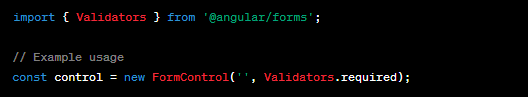 import { Validators } from '@angular/forms';
// Example usage
const control = new FormControl('', Validators.required);